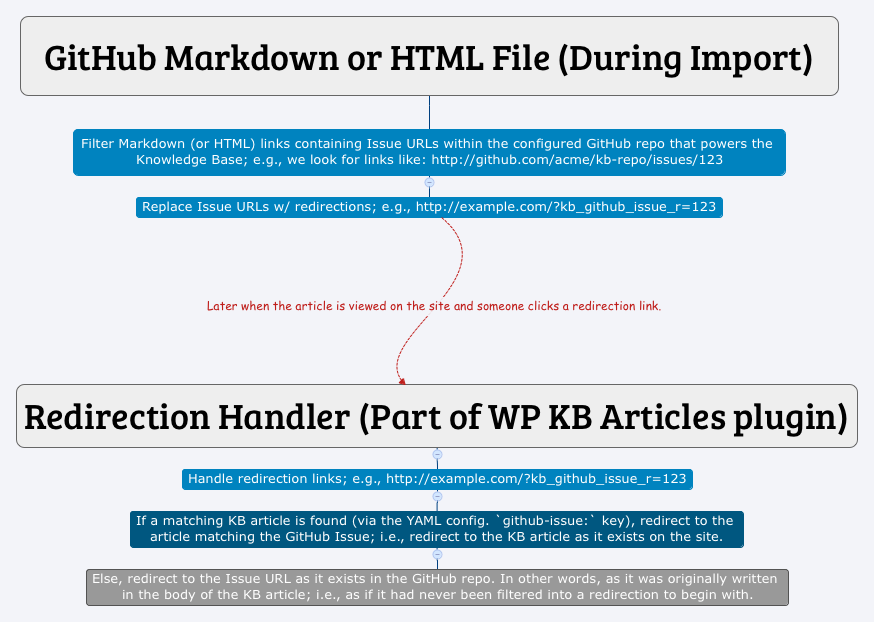 GitHub Markdown or HTML File (During Import)
Filter Markdown (or HTML) links containing Issue URLs within the configured GitHub repo that powers the
Knowledge Base; e.g., we look for links like: http://github.com/acme/kb-repo/issues/123
Replace Issue URLs w/ redirections; e.g., http://example.com/?kb_github_issue_r=123
Later when the article is viewed on the site and someone clicks a redirection link.
Redirection Handler (Part of WP KB Articles plugin)
Handle redirection links; e.g., http://example.com/?kb_github_issue_r=123
If a matching KB article is found (via the YAML config. `github-issue:` key), redirect to the
article matching the GitHub Issue; i.e., redirect to the KB article as it exists on the site.
Else, redirect to the Issue URL as it exists in the GitHub repo. In other words, as it was originally written
in the body of the KB article; i.e., as if it had never been filtered into a redirection to begin with.